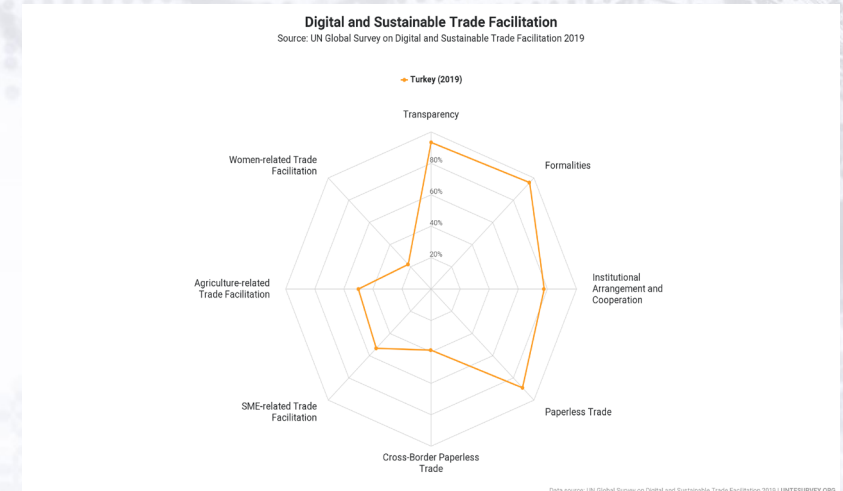 Digital and Sustainable Trade Facilitation
Source: UN Global Survey on Digital and Sustainable Trade Facilitation 2019
Turkey (2019)
Transparency
Women-related Trade
Facilitation
Formalities
80%
60%
40%
20%
Agriculture-related
Trade Facilitation
Institutional
Arrangement and
Cooperation
SME-related Trade
Facilitation
Paperless Trade
Cross-Border Paperless
Trade
Data source: UN Global Survey on Digital and Sustainable Trade Facilitation 2019 | UNTFSURVEY.ORG